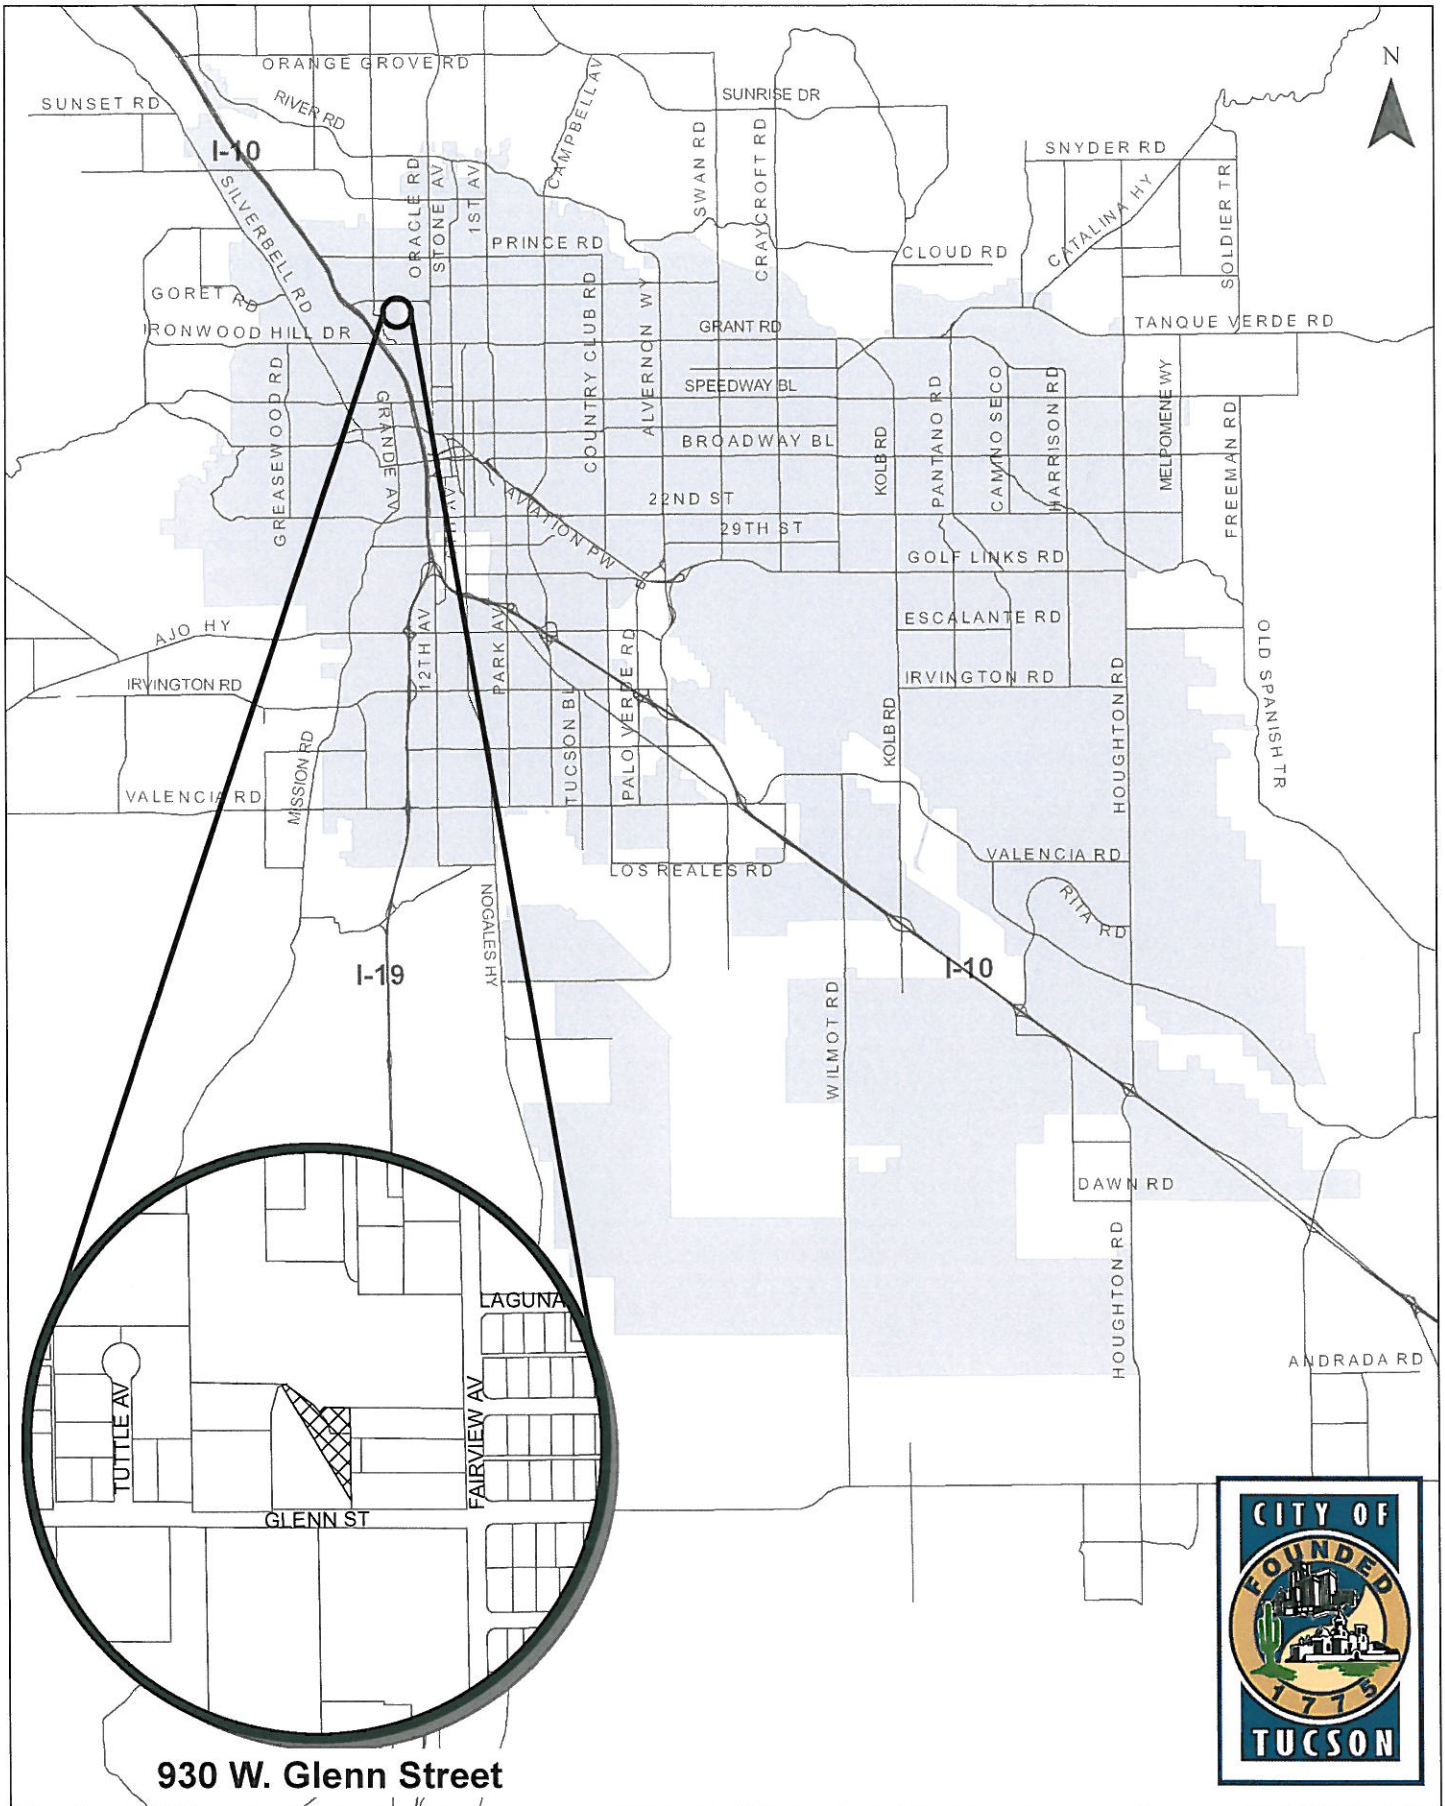 N
ORANGE GROVE RD
SUNSET RD
RIVER RD
CAMPBELL AV
SUNRISE DR
I-10
SWAN RD
CRAYCROFT RD
SNYDER RD
SILVERBELL RD
ORACLE RD
STONE AV
1ST AV
CATALINA HY
SOLDIER TR
PRINCE RD
CLOUD RD
GORET RD
COUNTRY CLUB RD
ALVERNON WY
IRONWOOD HILL DR
GRANT RD
TANQUE VERDE RD
GREASEWOOD RD
GRANDE AV
SPEEDWAY BL
PANTANO RD
CAMINO SECO
HARRISON RD
MELPOMENE WY
BROADWAY BL
KOLB RD
FREEMAN RD
AVIATION PW
22ND ST
29TH ST
GOLF LINKS RD
AJO HY
12TH AV
PARK AV
ESCALANTE RD
OLD SPANISH TR
IRVINGTON RD
TUCSON BL
PALO VERDE RD
IRVINGTON RD
HOUGHTON RD
MISSION RD
KOLB RD
VALENCIA RD
VALENCIA RD
LOS REALES RD
NOGALES HY
RITA RD
I-19
I-10
WILMOT RD
DAWN RD
HOUGHTON RD
LAGUNA
ANDRADA RD
TUTTLE AV
FAIRVIEW AV
GLENN ST
CITY OF
FOUNDED
1775
TUCSON
930 W. Glenn Street